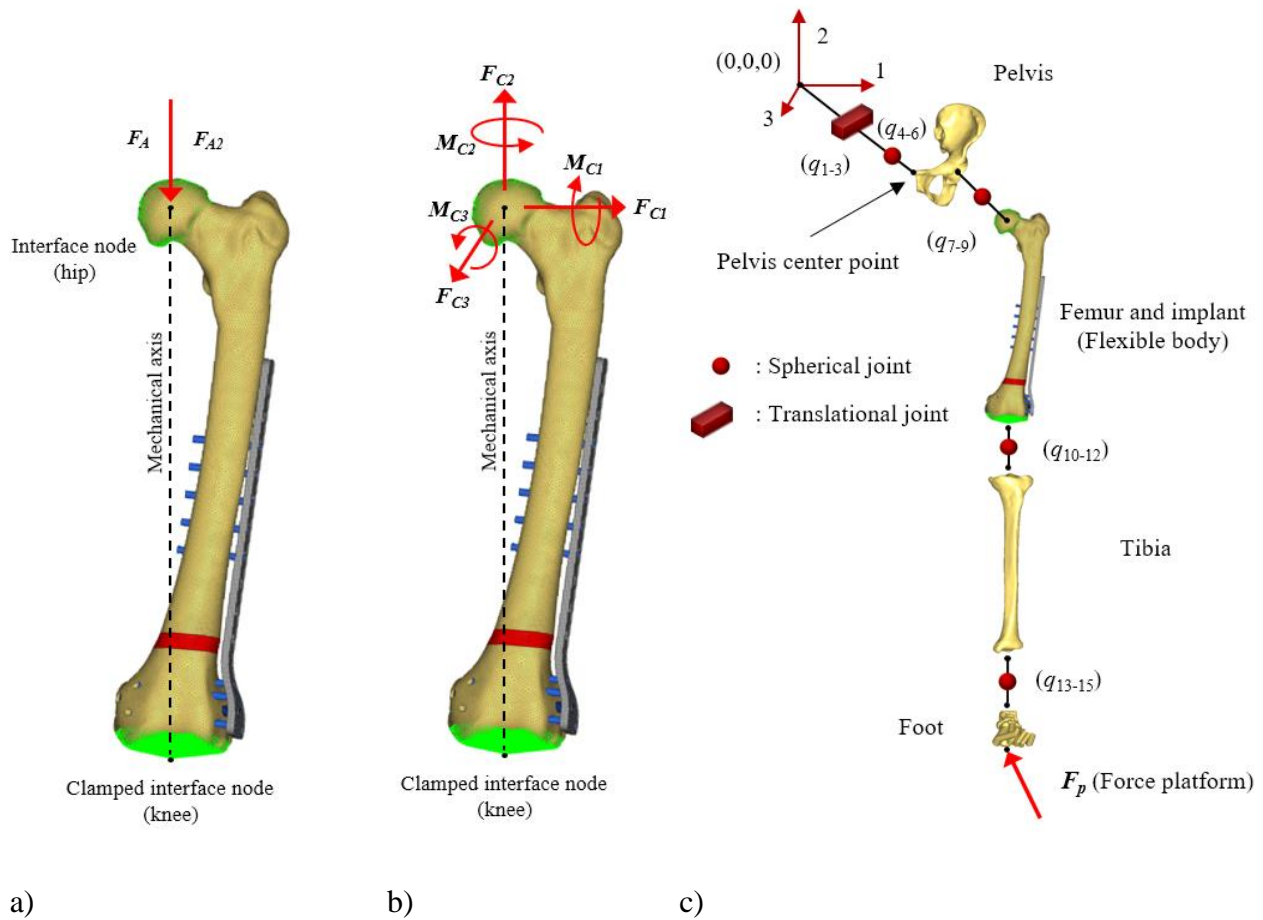 F_A F_A2
Interface node
(hip)
Mechanical axis
Clamped interface node
(knee)
a)
F_C2
M_C2
M_C1
M_C3
F_C1
F_C3
Mechanical axis
Clamped interface node
(knee)
b)
2
(0,0,0)
1
3
Pelvis
(q_4-6)
(q_1-3)
(q_7-9)
Pelvis center point
Femur and implant
(Flexible body)
: Spherical joint
: Translational joint
(q_10-12)
Tibia
(q_13-15)
Foot
F_p (Force platform)
c)